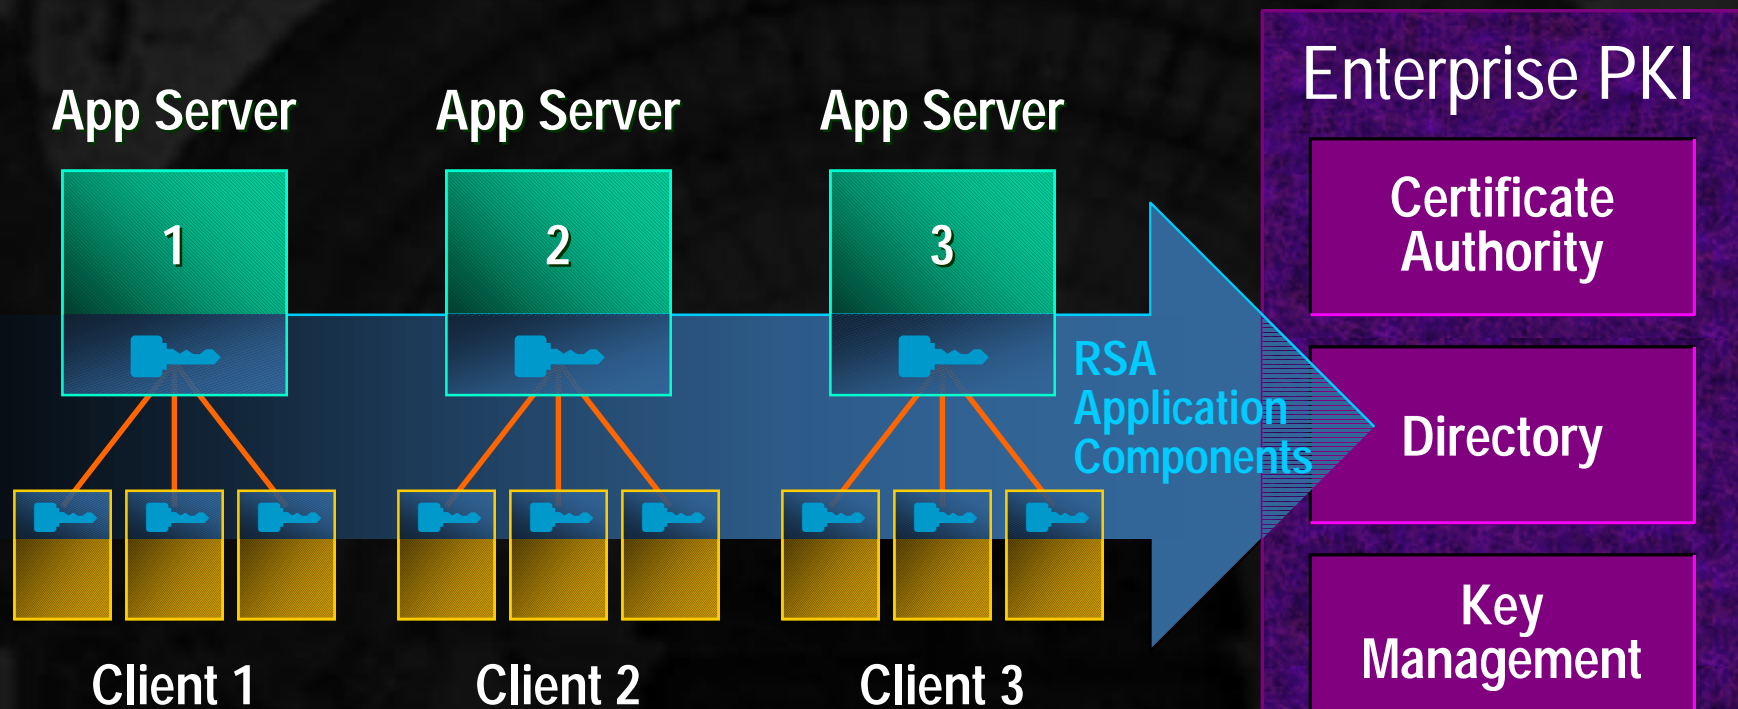 Enterprise PKI
App Server
App Server
App Server
1
2
3
Certificate
Authority
RSA
Application
Components
Directory
Key
Management
Client 1
Client 2
Client 3